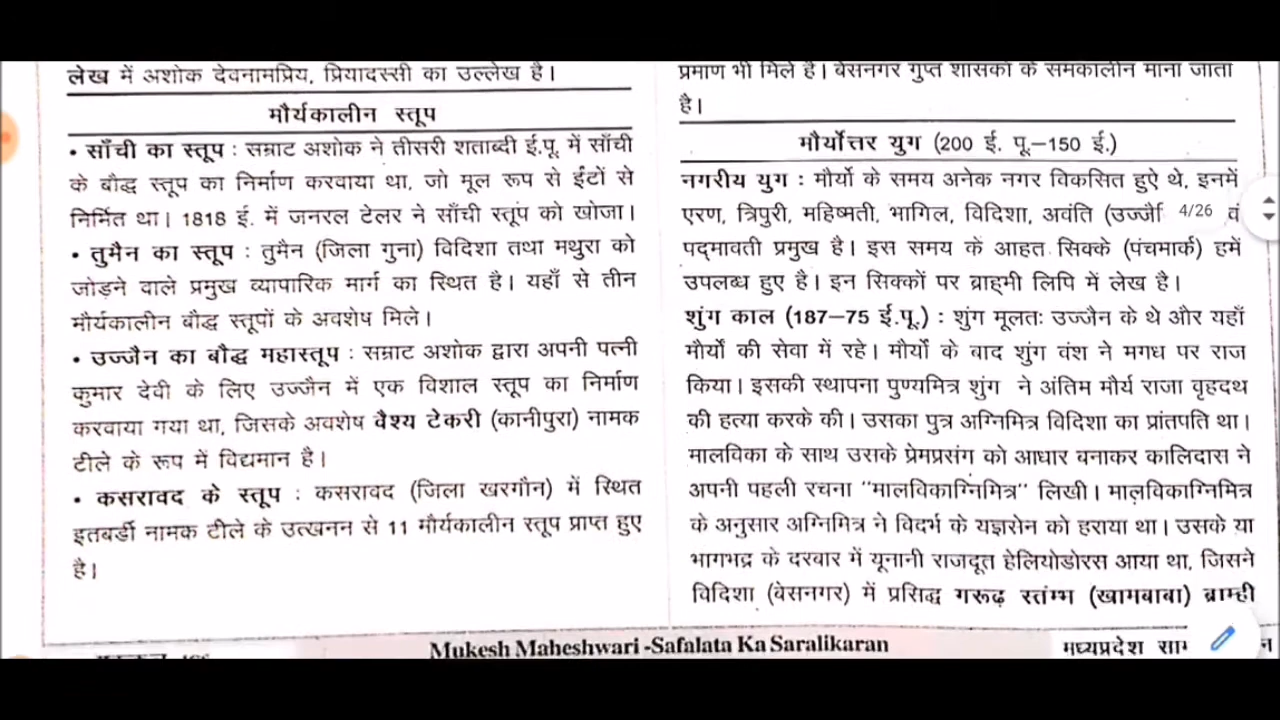 लेख में अशोक देवनामप्रिय, प्रियादस्सी का उल्लेख है।
मौर्यकालीन स्तूप
• साँची का स्तूप : सम्राट अशोक ने तीसरी शताब्दी ई.पू. में साँची
के बौद्ध स्तूप का निर्माण करवाया था, जो मूल रूप से ईंटों से
निर्मित था। 1818 ई. में जनरल टेलर ने साँची स्तूप को खोजा।
• तुमैन का स्तूप : तुमैन (जिला गुना) विदिशा तथा मथुरा को
जोड़ने वाले प्रमुख व्यापारिक मार्ग का स्थित है। यहाँ से तीन
मौर्यकालीन बौद्ध स्तूपों के अवशेष मिले।
• उज्जैन का बौद्ध महास्तूप : सम्राट अशोक द्वारा अपनी पत्नी
कुमार देवी के लिए उज्जैन में एक विशाल स्तूप का निर्माण
करवाया गया था, जिसके अवशेष वैश्य टेकरी (कानीपुरा) नामक
टीले के रूप में विद्यमान है।
• कसरावद के स्तूप : कसरावद (जिला खरगौन) में स्थित
इतबर्डी नामक टीले के उत्खनन से 11 मौर्यकालीन स्तूप प्राप्त हुए
है।
प्रमाण भी मिले है। बेसनगर गुप्त शासकों के समकालीन माना जाता
है।
मौर्योत्तर युग (200 ई. पू.–150 ई.)
नगरीय युग : मौर्यो के समय अनेक नगर विकसित हुऐ थे, इनमें
एरण, त्रिपुरी, महिष्मती, भागिल, विदिशा, अवंति (उज्जै 4/26 व
पद्मावती प्रमुख है। इस समय के आहत सिक्के (पंचमार्क) हमें
उपलब्ध हुए है। इन सिक्कों पर ब्राह्मी लिपि में लेख है।
शुंग काल (187–75 ई.पू.) : शुंग मूलतः उज्जैन के थे और यहाँ
मौर्यो की सेवा में रहे। मौर्यो के बाद शुंग वंश ने मगध पर राज
किया। इसकी स्थापना पुण्यमित्र शुंग ने अंतिम मौर्य राजा वृहदथ
की हत्या करके की। उसका पुत्र अग्निमित्र विदिशा का प्रांतपति था।
मालविका के साथ उसके प्रेमप्रसंग को आधार बनाकर कालिदास ने
अपनी पहली रचना "मालविकाग्निमित्र" लिखी। मालविकाग्निमित्र
के अनुसार अग्निमित्र ने विदर्भ के यज्ञसेन को हराया था। उसके या
भागभद्र के दरबार में यूनानी राजदूत हेलियोडोरस आया था, जिसने
विदिशा (बेसनगर) में प्रसिद्ध गरूढ़ स्तंम्भ (खामबाबा) ब्राम्ही
Mukesh Maheshwari -Safalata Ka Saralikaran
मध्यप्रदेश